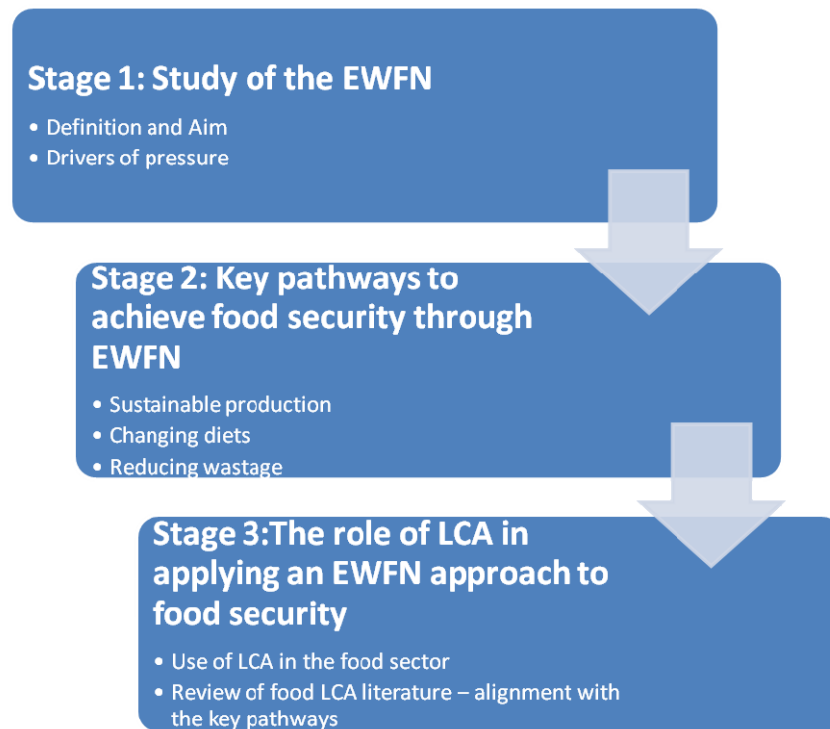 Stage 1: Study of the EWFN
• Definition and Aim
• Drivers of pressure
Stage 2: Key pathways to
achieve food security through
EWFN
• Sustainable production
• Changing diets
• Reducing wastage
Stage 3:The role of LCA in
applying an EWFN approach to
food security
• Use of LCA in the food sector
• Review of food LCA literature – alignment with
the key pathways